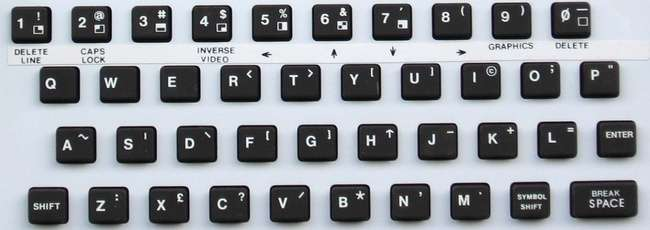 1 ! 2 @ 3 # 4 $ 5 % 6 & 7 ' 8 ( 9 ) Ø _
DELETE LINE CAPS LOCK INVERSE VIDEO ← ↑ ↓ → GRAPHICS DELETE
Q W E R < T > Y [ U ] I © O ; P "
A ~ S | D \ F { G } H ↑ J - K + L = ENTER
SHIFT Z : X £ C ? V / B * N , M . SYMBOL SHIFT BREAK SPACE